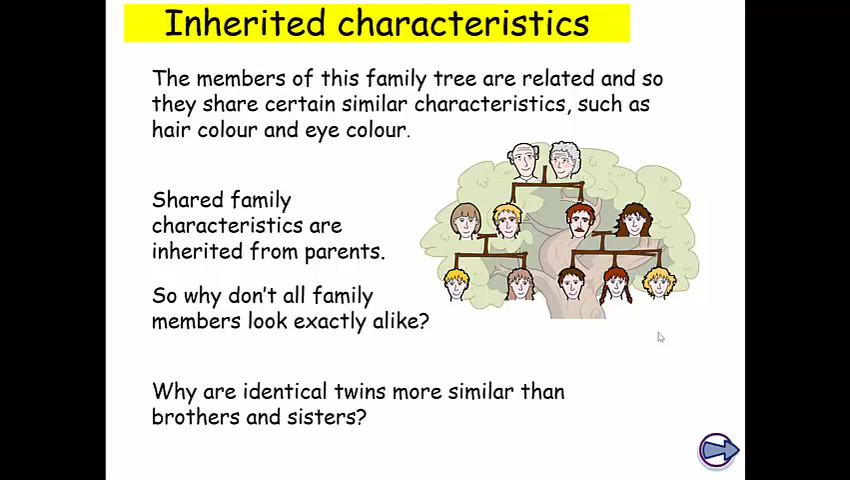 Inherited characteristics
The members of this family tree are related and so
they share certain similar characteristics, such as
hair colour and eye colour.
Shared family
characteristics are
inherited from parents.
So why don't all family
members look exactly alike?
Why are identical twins more similar than
brothers and sisters?